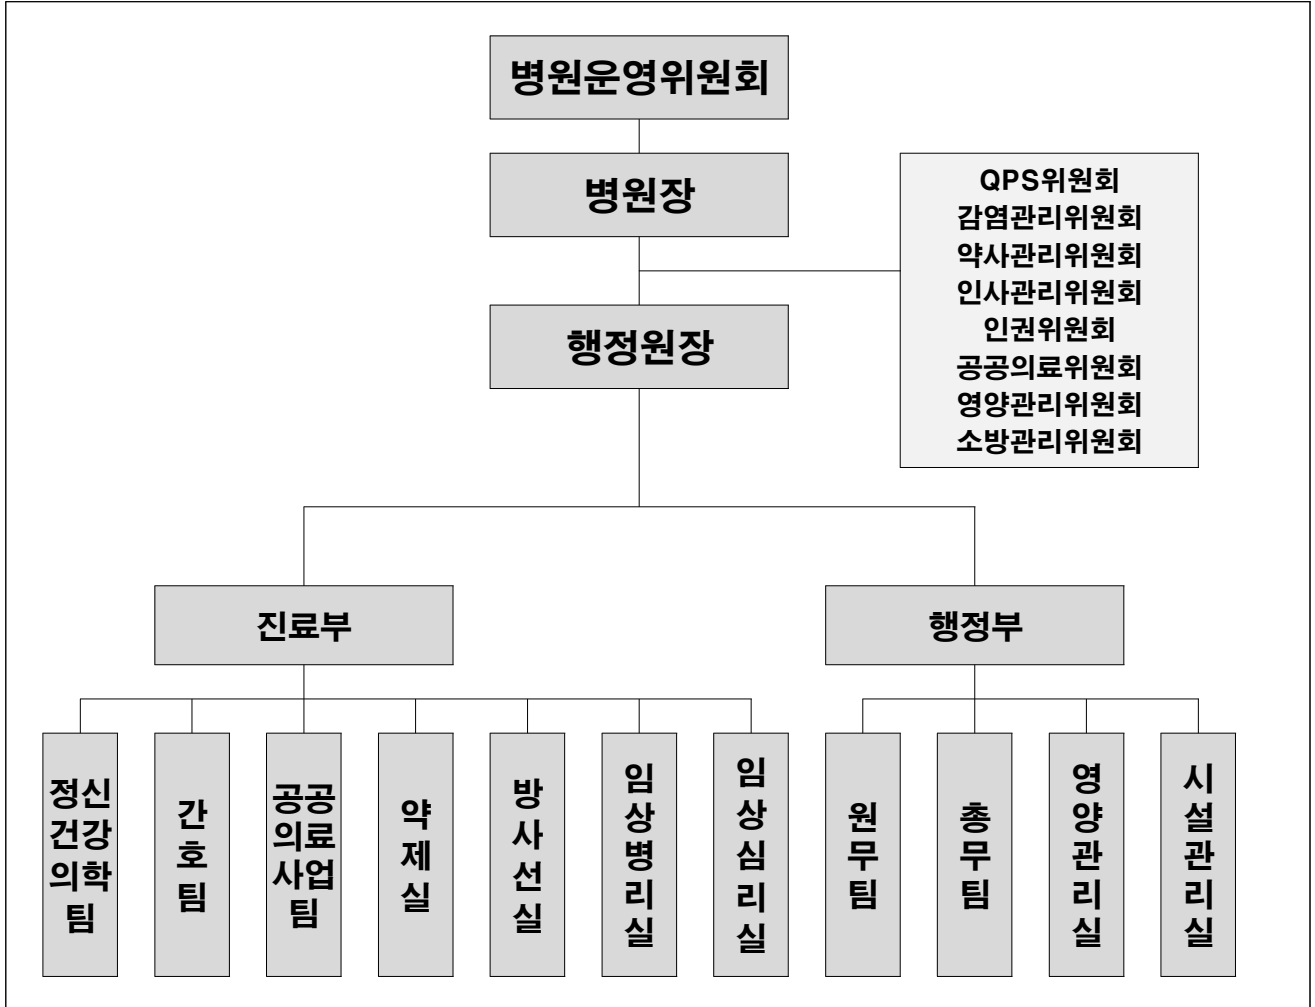 병원운영위원회
병원장
QPS위원회
감염관리위원회
약사관리위원회
인사관리위원회
인권위원회
공공의료위원회
영양관리위원회
소방관리위원회
행정원장
진료부
행정부
정신
건강
의학
팀
간
호
팀
공공
의료
사업
팀
약
제
실
방
사
선
실
임
상
병
리
실
임
상
심
리
실
원
무
팀
총
무
팀
영
양
관
리
실
시
설
관
리
실